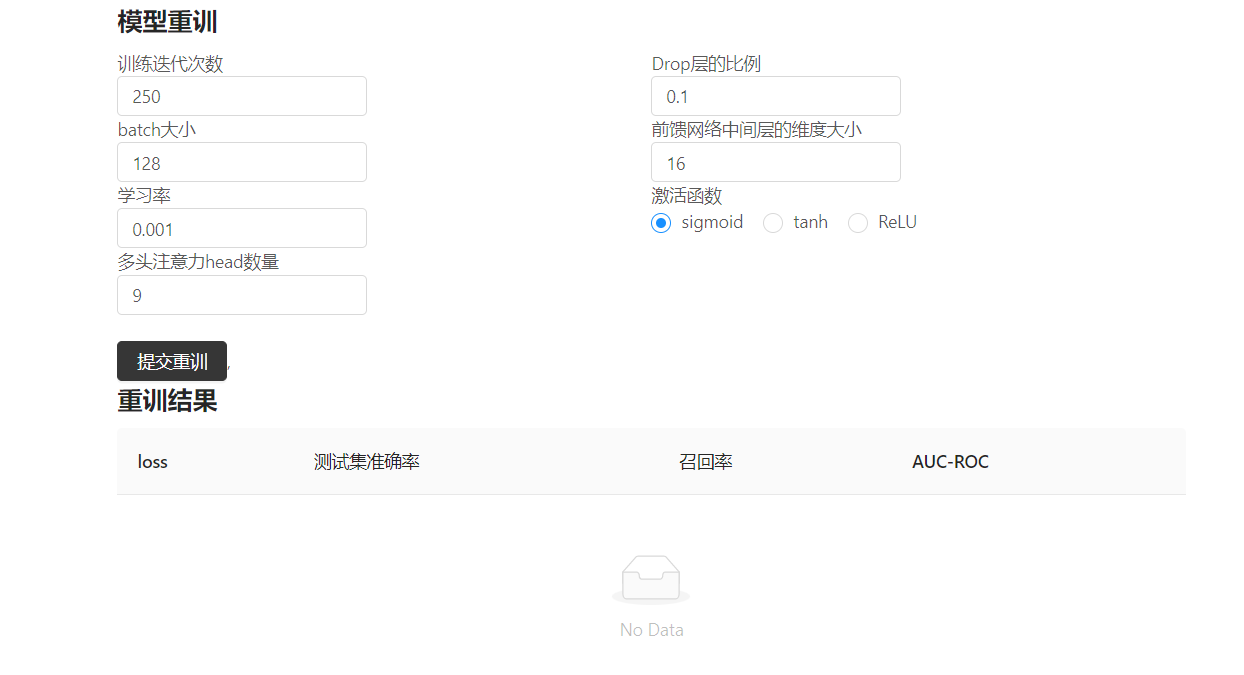 模型重训
训练迭代次数
250
batch大小
128
学习率
0.001
多头注意力head数量
9
Drop层的比例
0.1
前馈网络中间层的维度大小
16
激活函数
sigmoid tanh ReLU
提交重训,
重训结果
loss 测试集准确率 召回率 AUC-ROC
No Data